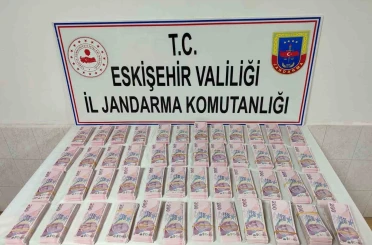 T.C.
ESKİŞEHİR VALİLİĞİ
İL JANDARMA KOMUTANLIĞI
JANDARMA